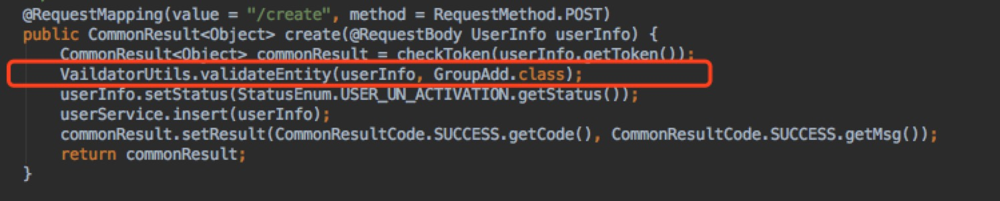 @RequestMapping(value = "/create", method = RequestMethod.POST)
public CommonResult<Object> create(@RequestBody UserInfo userInfo) {
CommonResult<Object> commonResult = checkToken(userInfo.getToken());
VaildatorUtils.validateEntity(userInfo, GroupAdd.class);
userInfo.setStatus(StatusEnum.USER_UN_ACTIVATION.getStatus());
userService.insert(userInfo);
commonResult.setResult(CommonResultCode.SUCCESS.getCode(), CommonResultCode.SUCCESS.getMsg());
return commonResult;
}